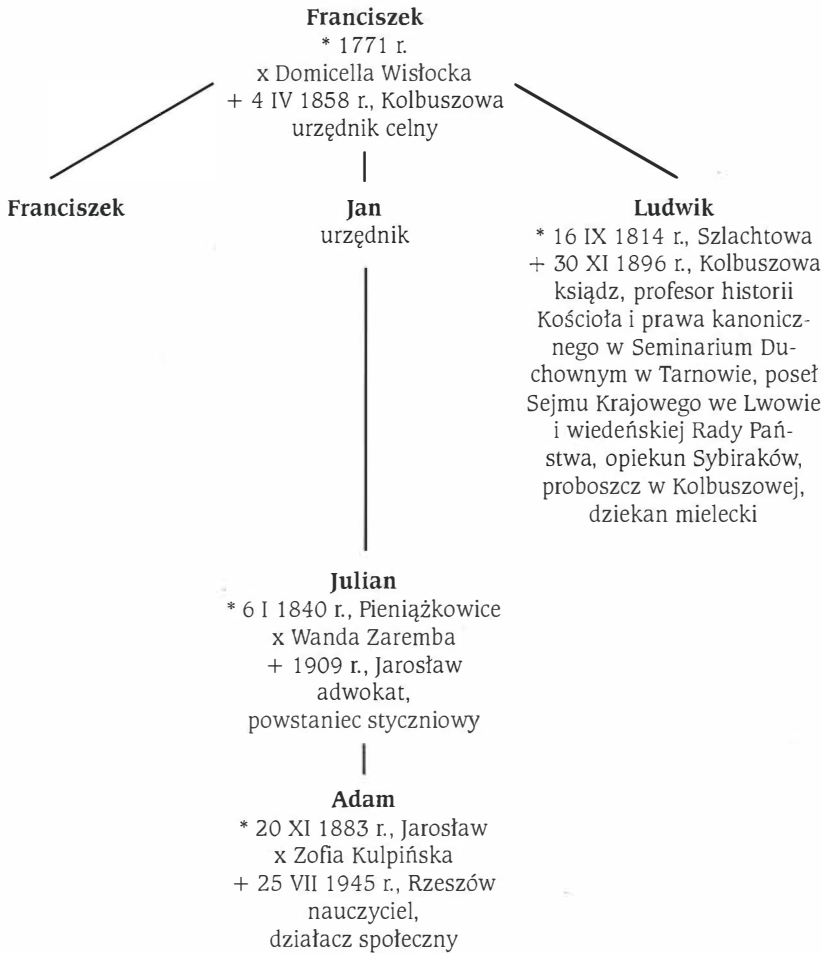 Franciszek
* 1771 r.
x Domicella Wisłocka
+ 4 IV 1858 r., Kolbuszowa
urzędnik celny
Franciszek
Jan
urzędnik
Ludwik
* 16 IX 1814 r., Szlachtowa
+ 30 XI 1896 r., Kolbuszowa
ksiądz, profesor historii
Kościoła i prawa kanonicz-
nego w Seminarium Du-
chownym w Tarnowie, poseł
Sejmu Krajowego we Lwowie
i wiedeńskiej Rady Pań-
stwa, opiekun Sybiraków,
proboszcz w Kolbuszowej,
dziekan mielecki
Julian
* 6 I 1840 r., Pieniążkowice
x Wanda Zaremba
+ 1909 r., Jarosław
adwokat,
powstaniec styczniowy
Adam
* 20 XI 1883 r., Jarosław
x Zofia Kulpińska
+ 25 VII 1945 r., Rzeszów
nauczyciel,
działacz społeczny